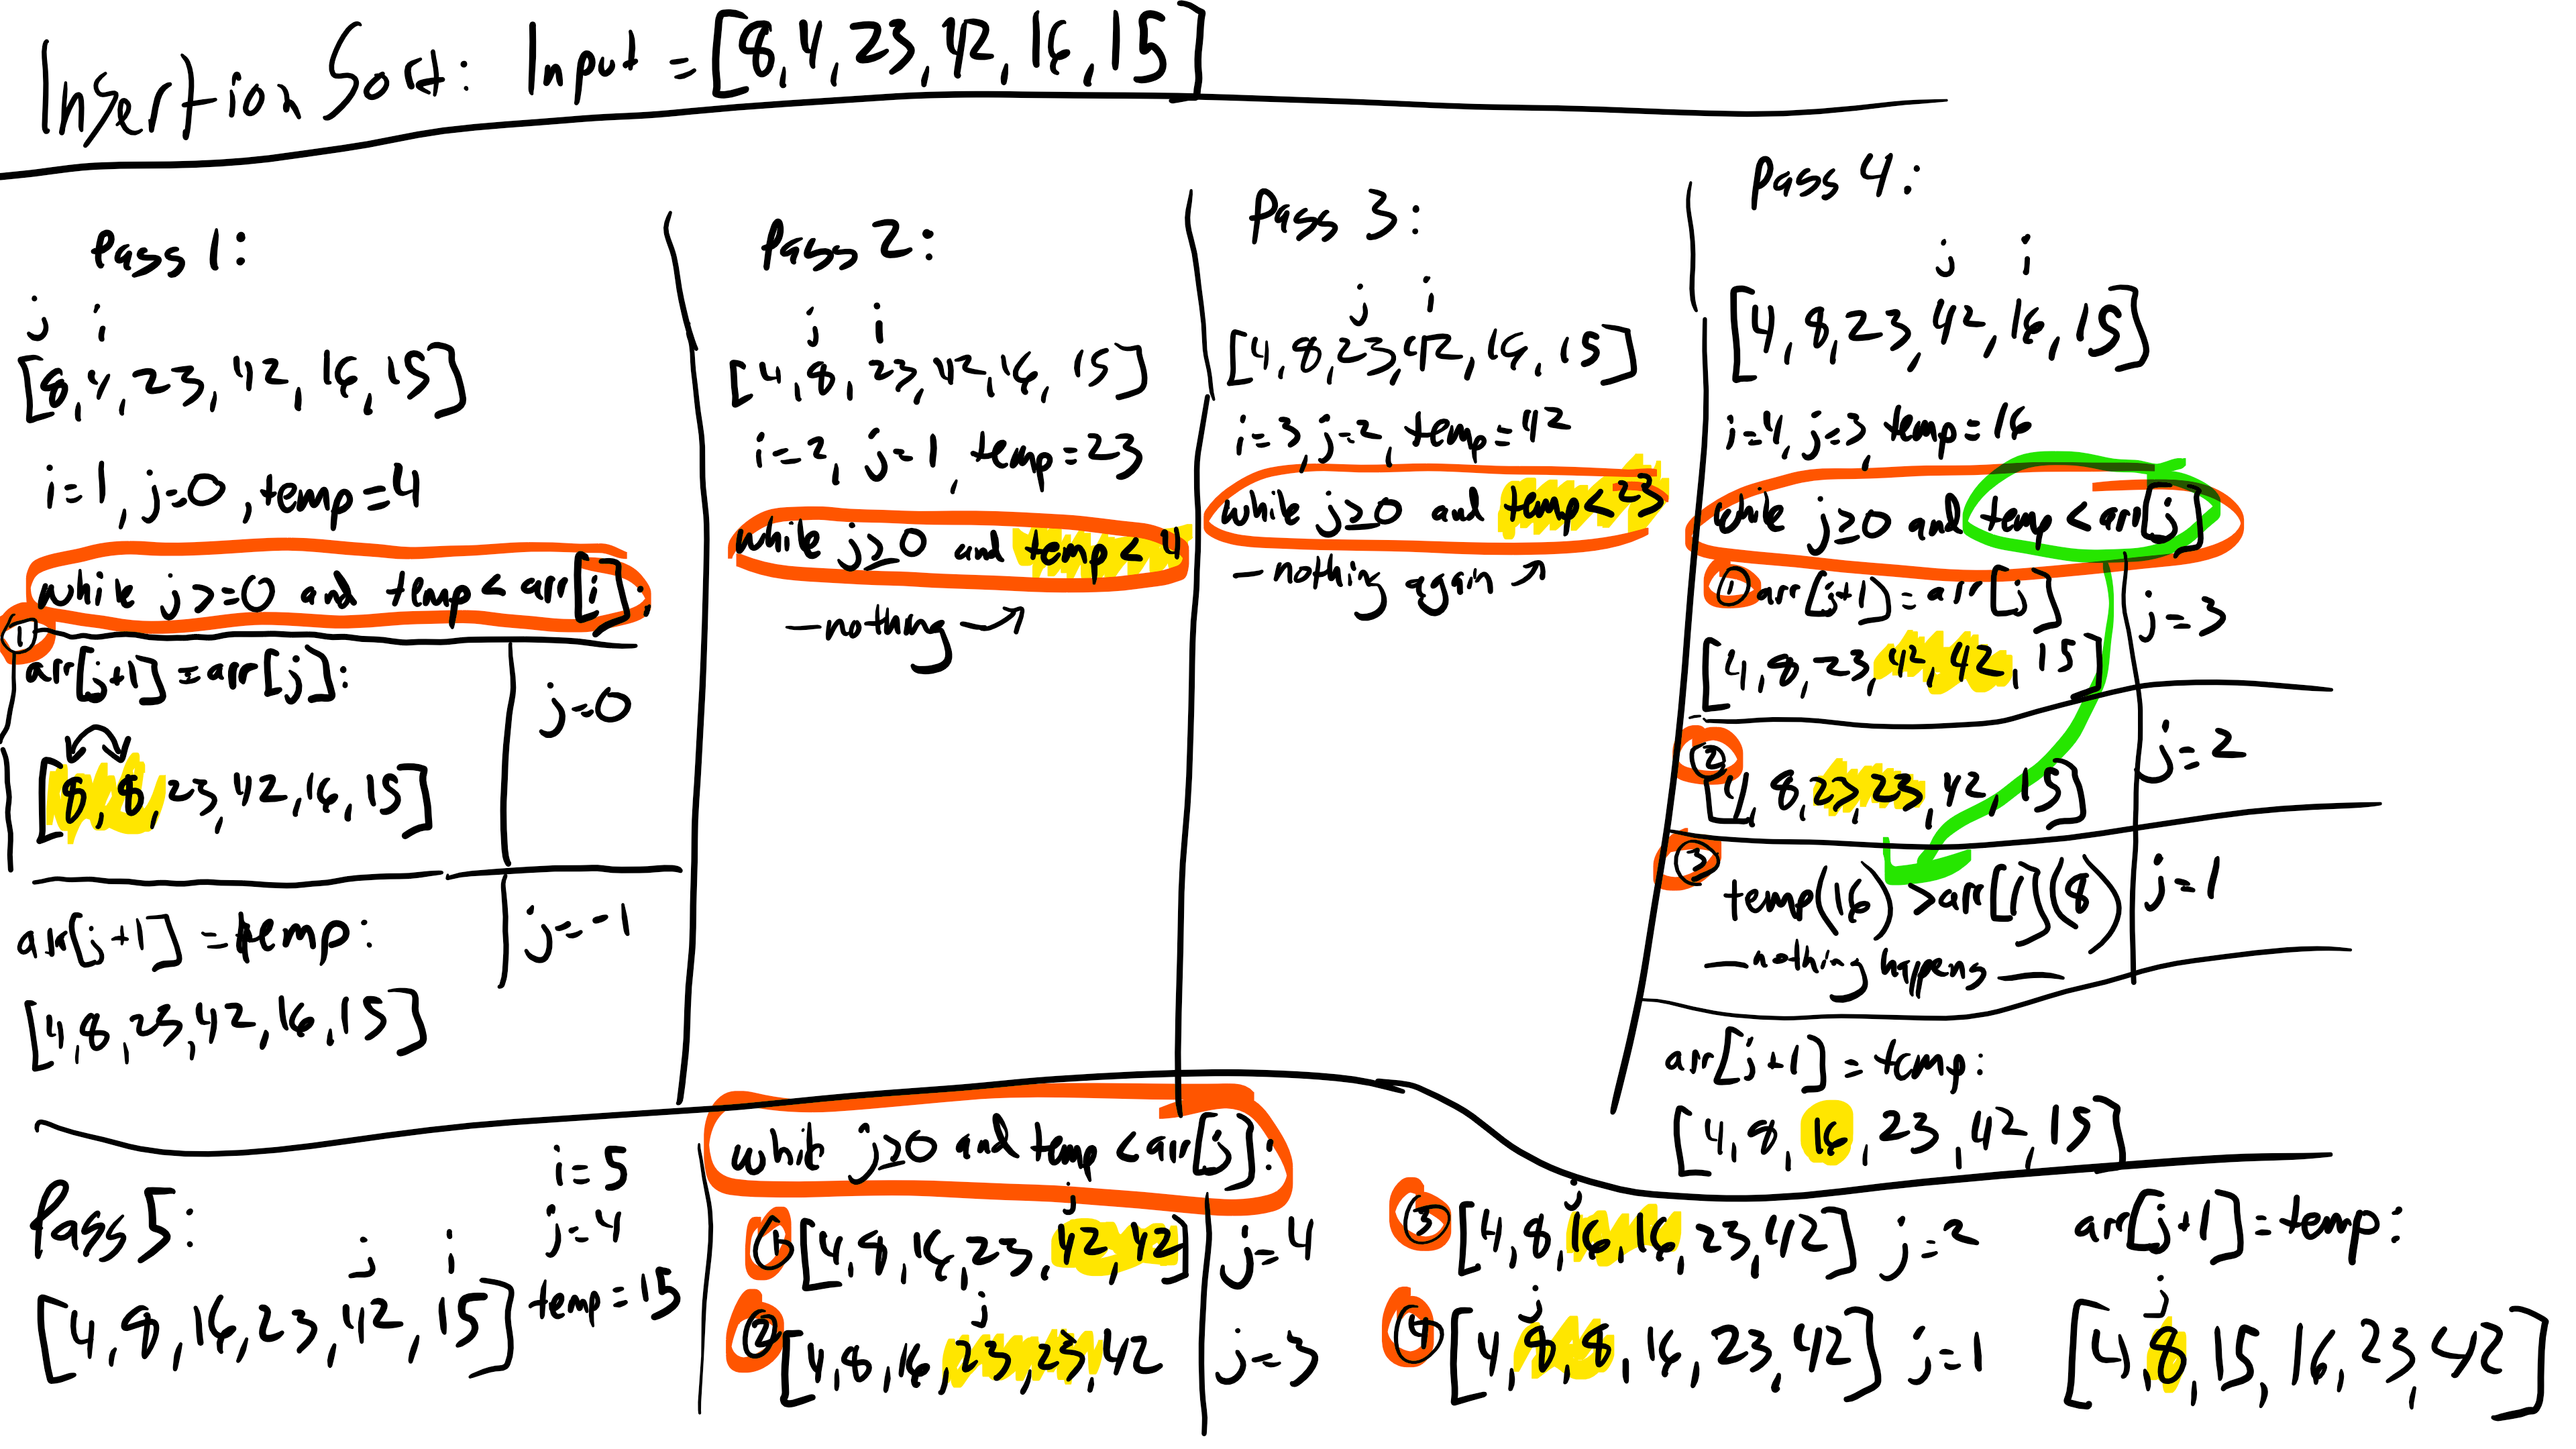 Insertion Sort: Input = [8,4,23,42,16,15]
Pass 1:
j i
[8,4,23,42,16,15]
i=1, j=0, temp=4
while j>=0 and temp < arr[i]:
① arr[j+1] = arr[j]:
j=0
[8,8,23,42,16,15]
arr[j+1] = temp:
j=-1
[4,8,23,42,16,15]
Pass 2:
j i
[4,8,23,42,16,15]
i=2, j=1, temp=23
while j≥0 and temp < 4
—nothing→
Pass 3:
j i
[4,8,23,42,16,15]
i=3, j=2, temp=42
while j≥0 and temp < 23
—nothing again ↗
Pass 4:
j i
[4,8,23,42,16,15]
i=4, j=3, temp=16
while j≥0 and temp < arr[j]
① arr[j+1] = arr[j]
j=3
[4,8,23,42,42,15]
② [4,8,23,23,42,15]
j=2
③ temp(16) > arr[1](8)
j=1
—nothing happens—
arr[j+1] = temp:
[4,8,16,23,42,15]
Pass 5:
i=5
j=4
temp=15
j i
[4,8,16,23,42,15]
while j≥0 and temp < arr[j]:
j
① [4,8,16,23,42,42] j=4
j
② [4,8,16,23,23,42 j=3
j
③ [4,8,16,16,23,42] j=2
j
④ [4,8,8,16,23,42] j=1
arr[j+1] = temp:
j
[4,8,15,16,23,42]